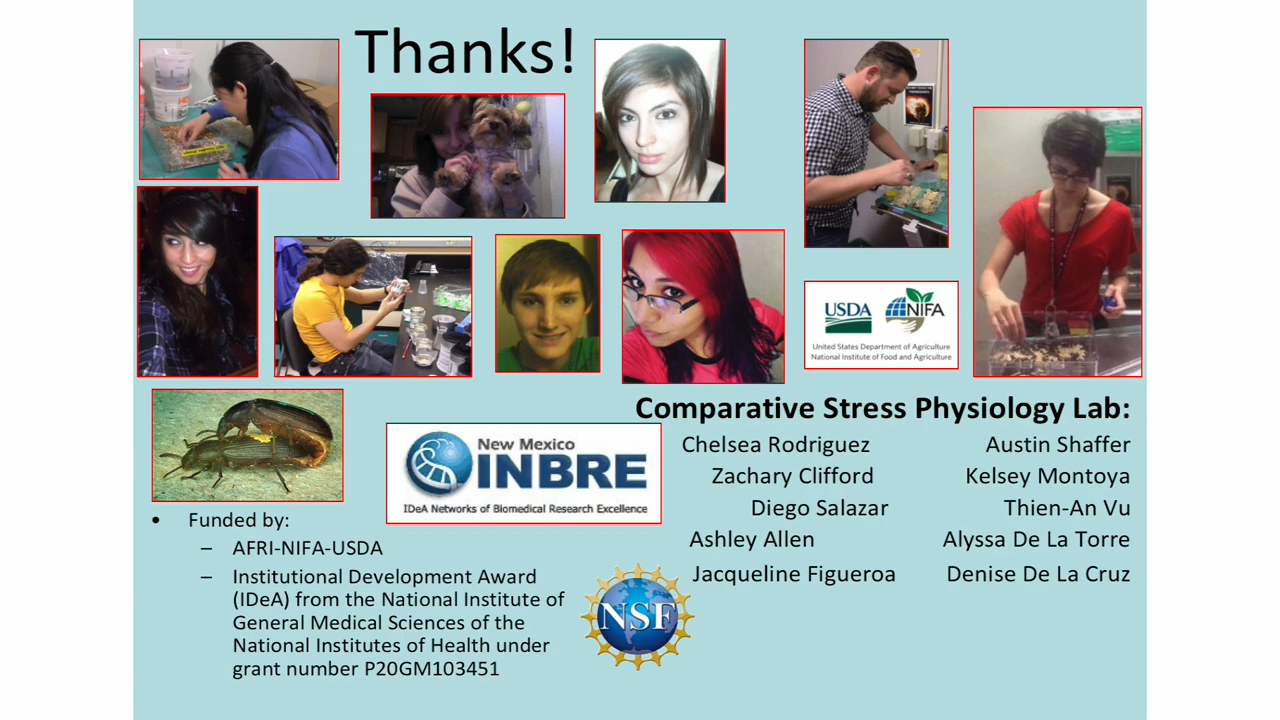 Thanks!
USDA
NIFA
United States Department of Agriculture
National Institute of Food and Agriculture
Comparative Stress Physiology Lab:
Chelsea Rodriguez
Austin Shaffer
Zachary Clifford
Kelsey Montoya
Diego Salazar
Thien-An Vu
Ashley Allen
Alyssa De La Torre
Jacqueline Figueroa
Denise De La Cruz
New Mexico
INBRE
IDeA Networks of Biomedical Research Excellence
• Funded by:
– AFRI-NIFA-USDA
– Institutional Development Award
(IDeA) from the National Institute of
General Medical Sciences of the
National Institutes of Health under
grant number P20GM103451
NSF